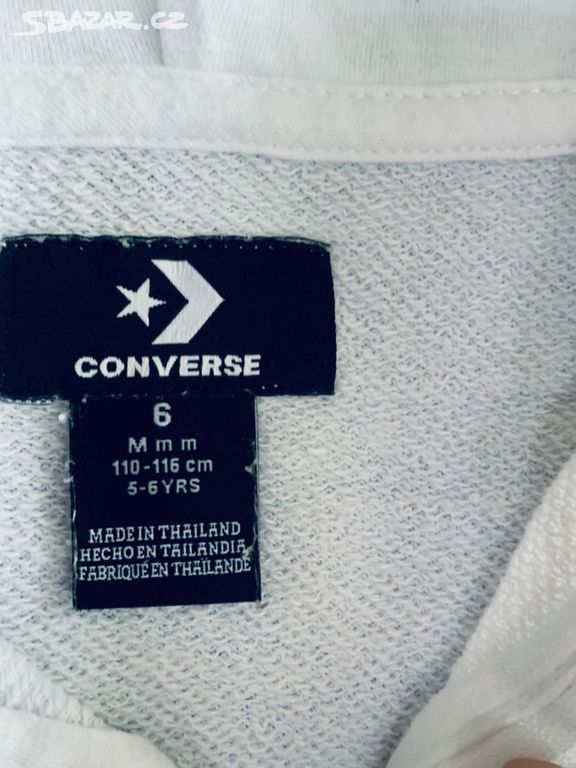 SBAZAR.CZ
CONVERSE
6
M m m
110-116 cm
5-6 YRS
MADE IN THAILAND
HECHO EN TAILANDIA
FABRIQUÉ EN THAÏLANDE